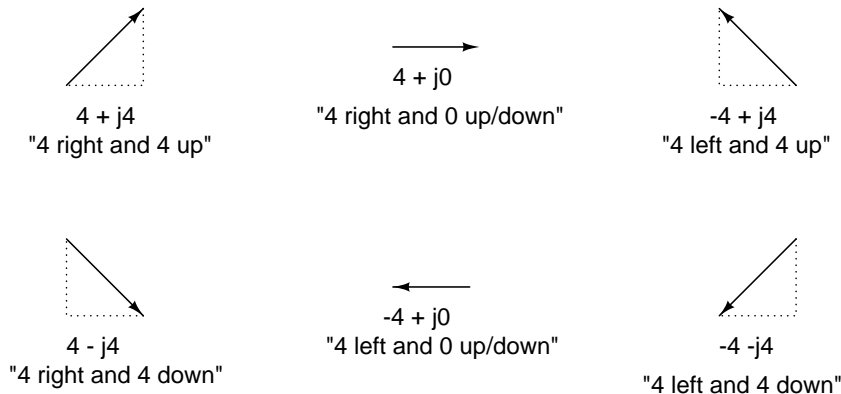 4 + j4
"4 right and 4 up"
4 + j0
"4 right and 0 up/down"
-4 + j4
"4 left and 4 up"
4 - j4
"4 right and 4 down"
-4 + j0
"4 left and 0 up/down"
-4 -j4
"4 left and 4 down"